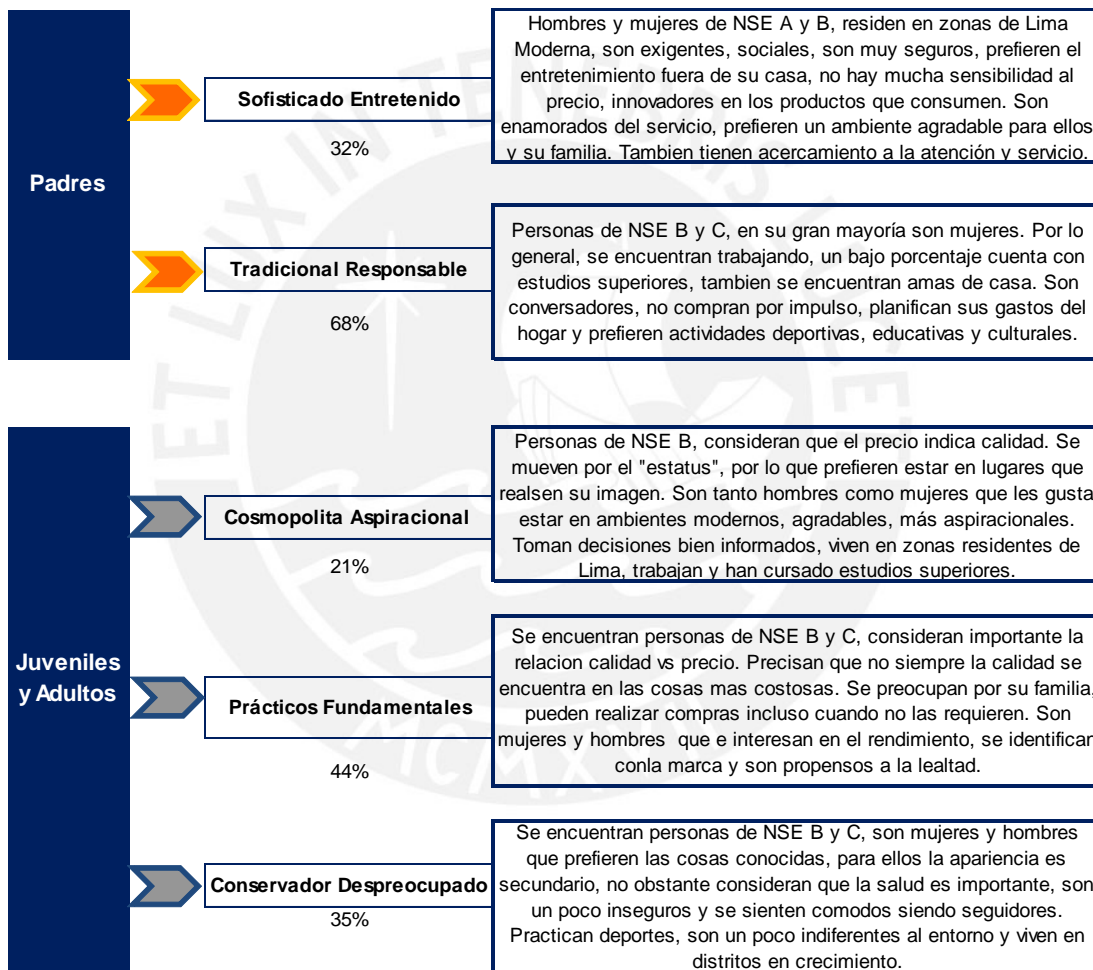 Padres
Sofisticado Entretenido
32%
Hombres y mujeres de NSE A y B, residen en zonas de Lima
Moderna, son exigentes, sociales, son muy seguros, prefieren el
entretenimiento fuera de su casa, no hay mucha sensibilidad al
precio, innovadores en los productos que consumen. Son
enamorados del servicio, prefieren un ambiente agradable para ellos
y su familia. Tambien tienen acercamiento a la atención y servicio.
Tradicional Responsable
68%
Personas de NSE B y C, en su gran mayoría son mujeres. Por lo
general, se encuentran trabajando, un bajo porcentaje cuenta con
estudios superiores, tambien se encuentran amas de casa. Son
conversadores, no compran por impulso, planifican sus gastos del
hogar y prefieren actividades deportivas, educativas y culturales.
Juveniles
y Adultos
Cosmopolita Aspiracional
21%
Personas de NSE B, consideran que el precio indica calidad. Se
mueven por el "estatus", por lo que prefieren estar en lugares que
realsen su imagen. Son tanto hombres como mujeres que les gusta
estar en ambientes modernos, agradables, más aspiracionales.
Toman decisiones bien informados, viven en zonas residentes de
Lima, trabajan y han cursado estudios superiores.
Prácticos Fundamentales
44%
Se encuentran personas de NSE B y C, consideran importante la
relacion calidad vs precio. Precisan que no siempre la calidad se
encuentra en las cosas mas costosas. Se preocupan por su familia,
pueden realizar compras incluso cuando no las requieren. Son
mujeres y hombres que e interesan en el rendimiento, se identifican
conla marca y son propensos a la lealtad.
Conservador Despreocupado
35%
Se encuentran personas de NSE B y C, son mujeres y hombres
que prefieren las cosas conocidas, para ellos la apariencia es
secundario, no obstante consideran que la salud es importante, son
un poco inseguros y se sienten comodos siendo seguidores.
Practican deportes, son un poco indiferentes al entorno y viven en
distritos en crecimiento.